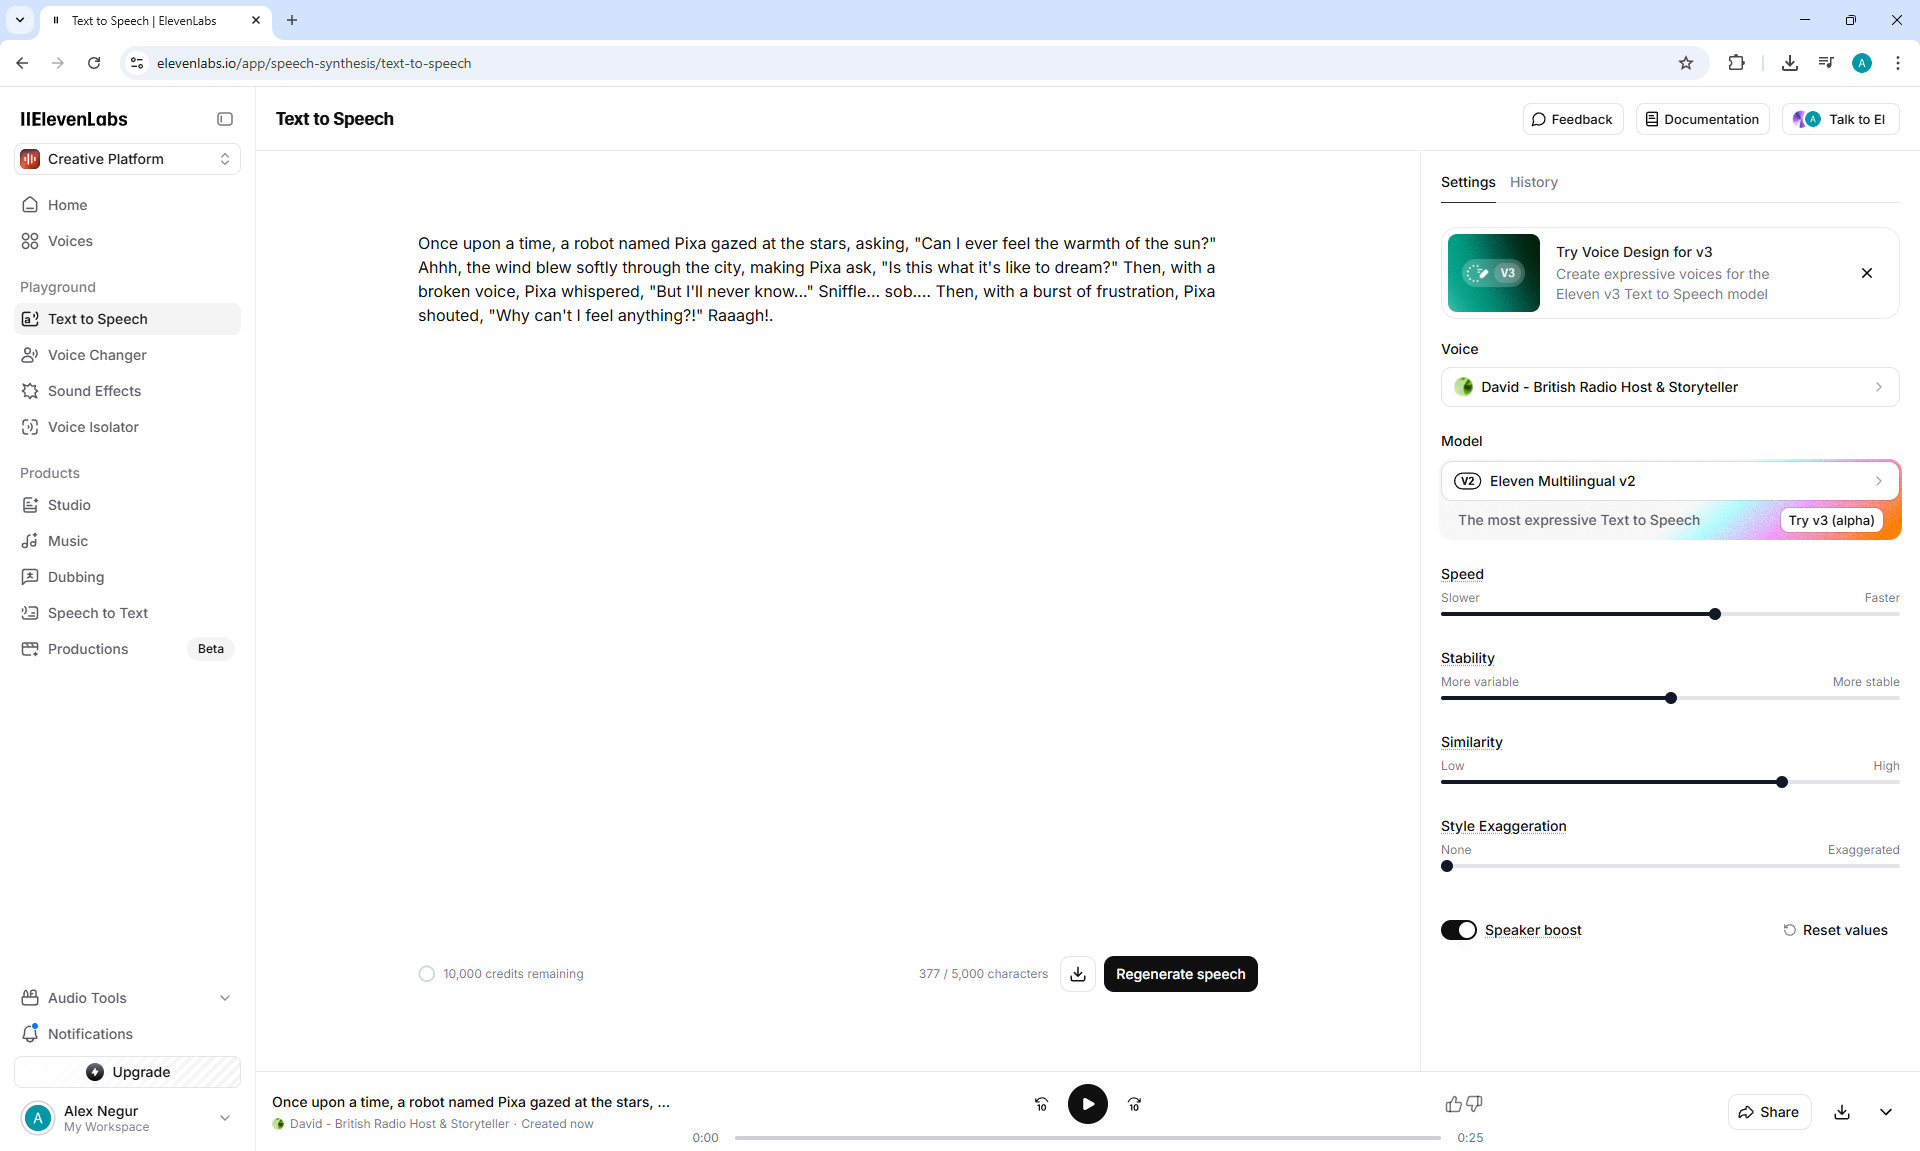 Text to Speech | ElevenLabs
elevenlabs.io/app/speech-synthesis/text-to-speech
A
IIElevenLabs
Creative Platform
Home
Voices
Playground
Text to Speech
Voice Changer
Sound Effects
Voice Isolator
Products
Studio
Music
Dubbing
Speech to Text
Productions
Beta
Audio Tools
Notifications
Upgrade
A
Alex Negur
My Workspace
Text to Speech
Feedback
Documentation
A
Talk to El
Once upon a time, a robot named Pixa gazed at the stars, asking, "Can I ever feel the warmth of the sun?"
Ahhh, the wind blew softly through the city, making Pixa ask, "Is this what it's like to dream?" Then, with a
broken voice, Pixa whispered, "But I'll never know..." Sniffle... sob.... Then, with a burst of frustration, Pixa
shouted, "Why can't I feel anything?!" Raaagh!.
10,000 credits remaining
377 / 5,000 characters
Regenerate speech
Settings
History
V3
Try Voice Design for v3
Create expressive voices for the
Eleven v3 Text to Speech model
Voice
David - British Radio Host & Storyteller
Model
V2
Eleven Multilingual v2
The most expressive Text to Speech
Try v3 (alpha)
Speed
Slower
Faster
Stability
More variable
More stable
Similarity
Low
High
Style Exaggeration
None
Exaggerated
Speaker boost
Reset values
Once upon a time, a robot named Pixa gazed at the stars, ...
David - British Radio Host & Storyteller · Created now
10
10
0:00
0:25
Share